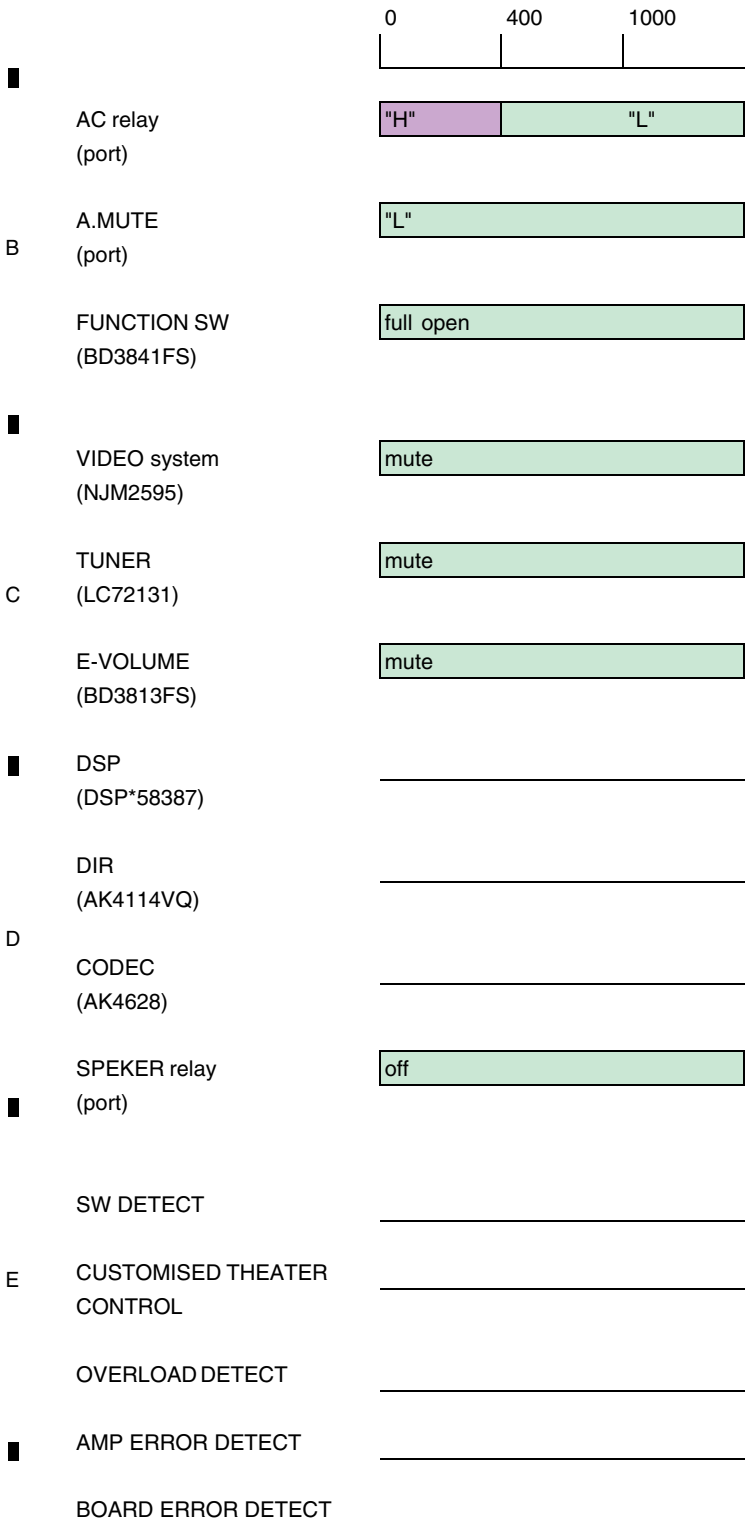 0 400 1000
AC relay "H" "L"
(port)
A.MUTE "L"
B
(port)
FUNCTION SW full open
(BD3841FS)
VIDEO system mute
(NJM2595)
TUNER mute
C (LC72131)
E-VOLUME mute
(BD3813FS)
DSP
(DSP*58387)
DIR
(AK4114VQ)
D
CODEC
(AK4628)
SPEKER relay off
(port)
SW DETECT
E CUSTOMISED THEATER
CONTROL
OVERLOAD DETECT
AMP ERROR DETECT
BOARD ERROR DETECT